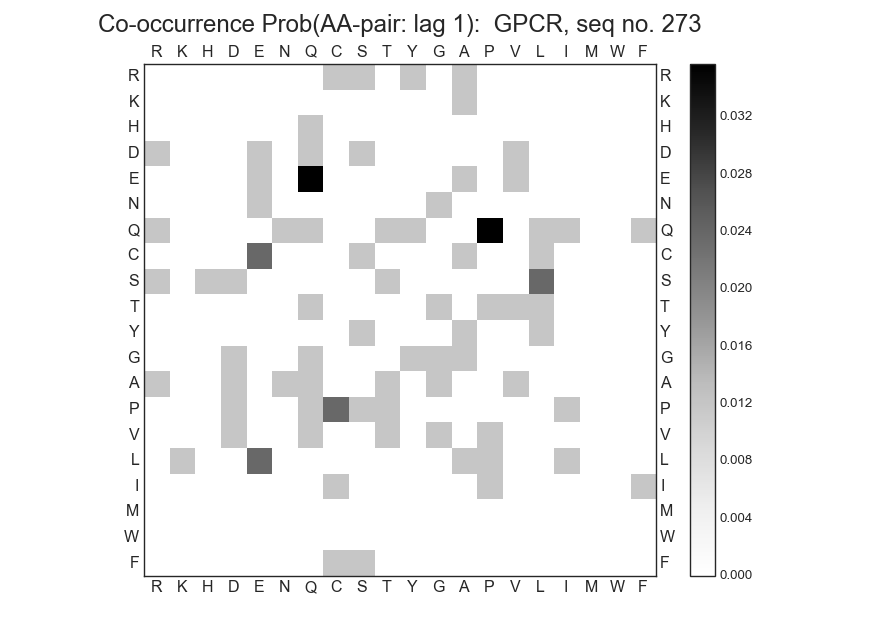 Co-occurrence Prob(AA-pair: lag 1):  GPCR, seq no. 273
R K H D E N Q C S T Y G A P V L I M W F
R R
K K
H H
D D
E E
N N
Q Q
C C
S S
T T
Y Y
G G
A A
P P
V V
L L
I I
M M
W W
F F
R K H D E N Q C S T Y G A P V L I M W F
0.032
0.028
0.024
0.020
0.016
0.012
0.008
0.004
0.000